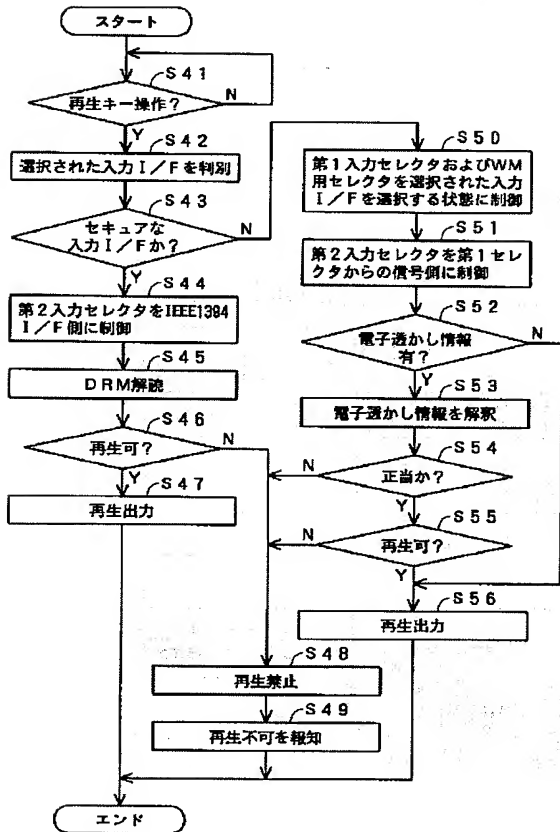 スタート
S41
再生キー操作?
N
Y
S42
選択された入力I/Fを判別
S43
セキュアな
入力I/Fか?
N
Y
S44
第2入力セレクタをIEEE1394
I/F側に制御
S45
DRM解読
S46
再生可?
N
Y
S47
再生出力
S50
第1入力セレクタおよびWM
用セレクタを選択された入力
I/Fを選択する状態に制御
S51
第2入力セレクタを第1セレ
クタからの信号側に制御
S52
電子透かし情報
有?
N
Y
S53
電子透かし情報を解釈
S54
正当か?
N
Y
S55
再生可?
N
Y
S56
再生出力
S48
再生禁止
S49
再生不可を報知
エンド